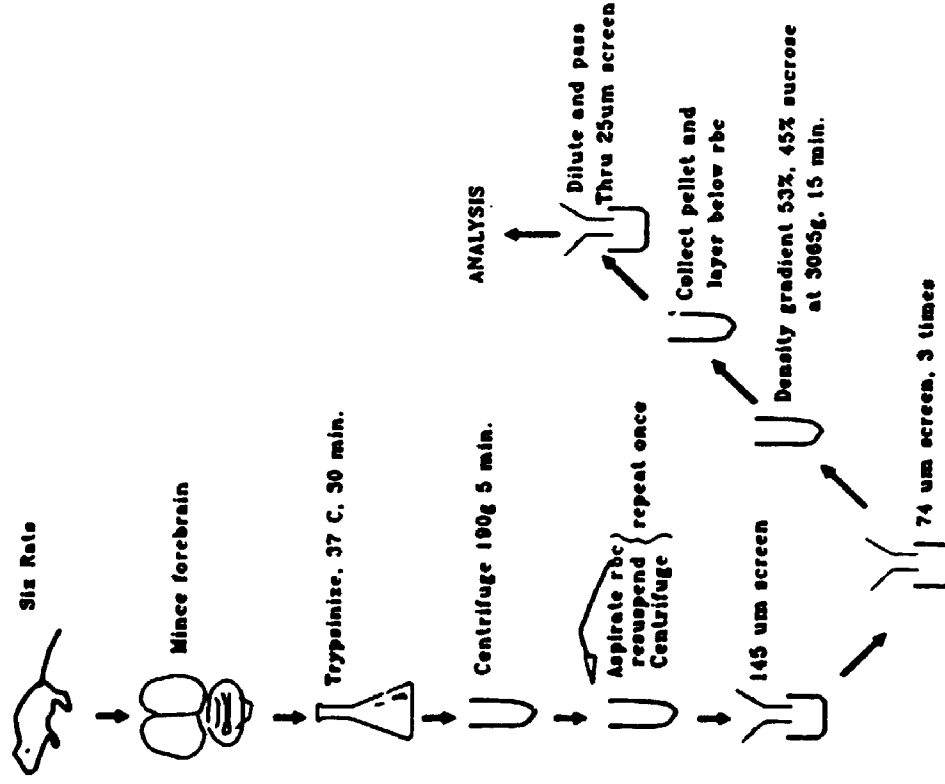 Six Rats
Mince forebrain
Trypsinize, 37 C, 30 min.
Centrifuge 190g 5 min.
Aspirate rbc
resuspend
Centrifuge
repeat once
145 um screen
74 um screen, 3 times
Density gradient 53%, 45% sucrose
at 3065g, 15 min.
Collect pellet and
layer below rbc
Dilute and pass
Thru 25um screen
ANALYSIS